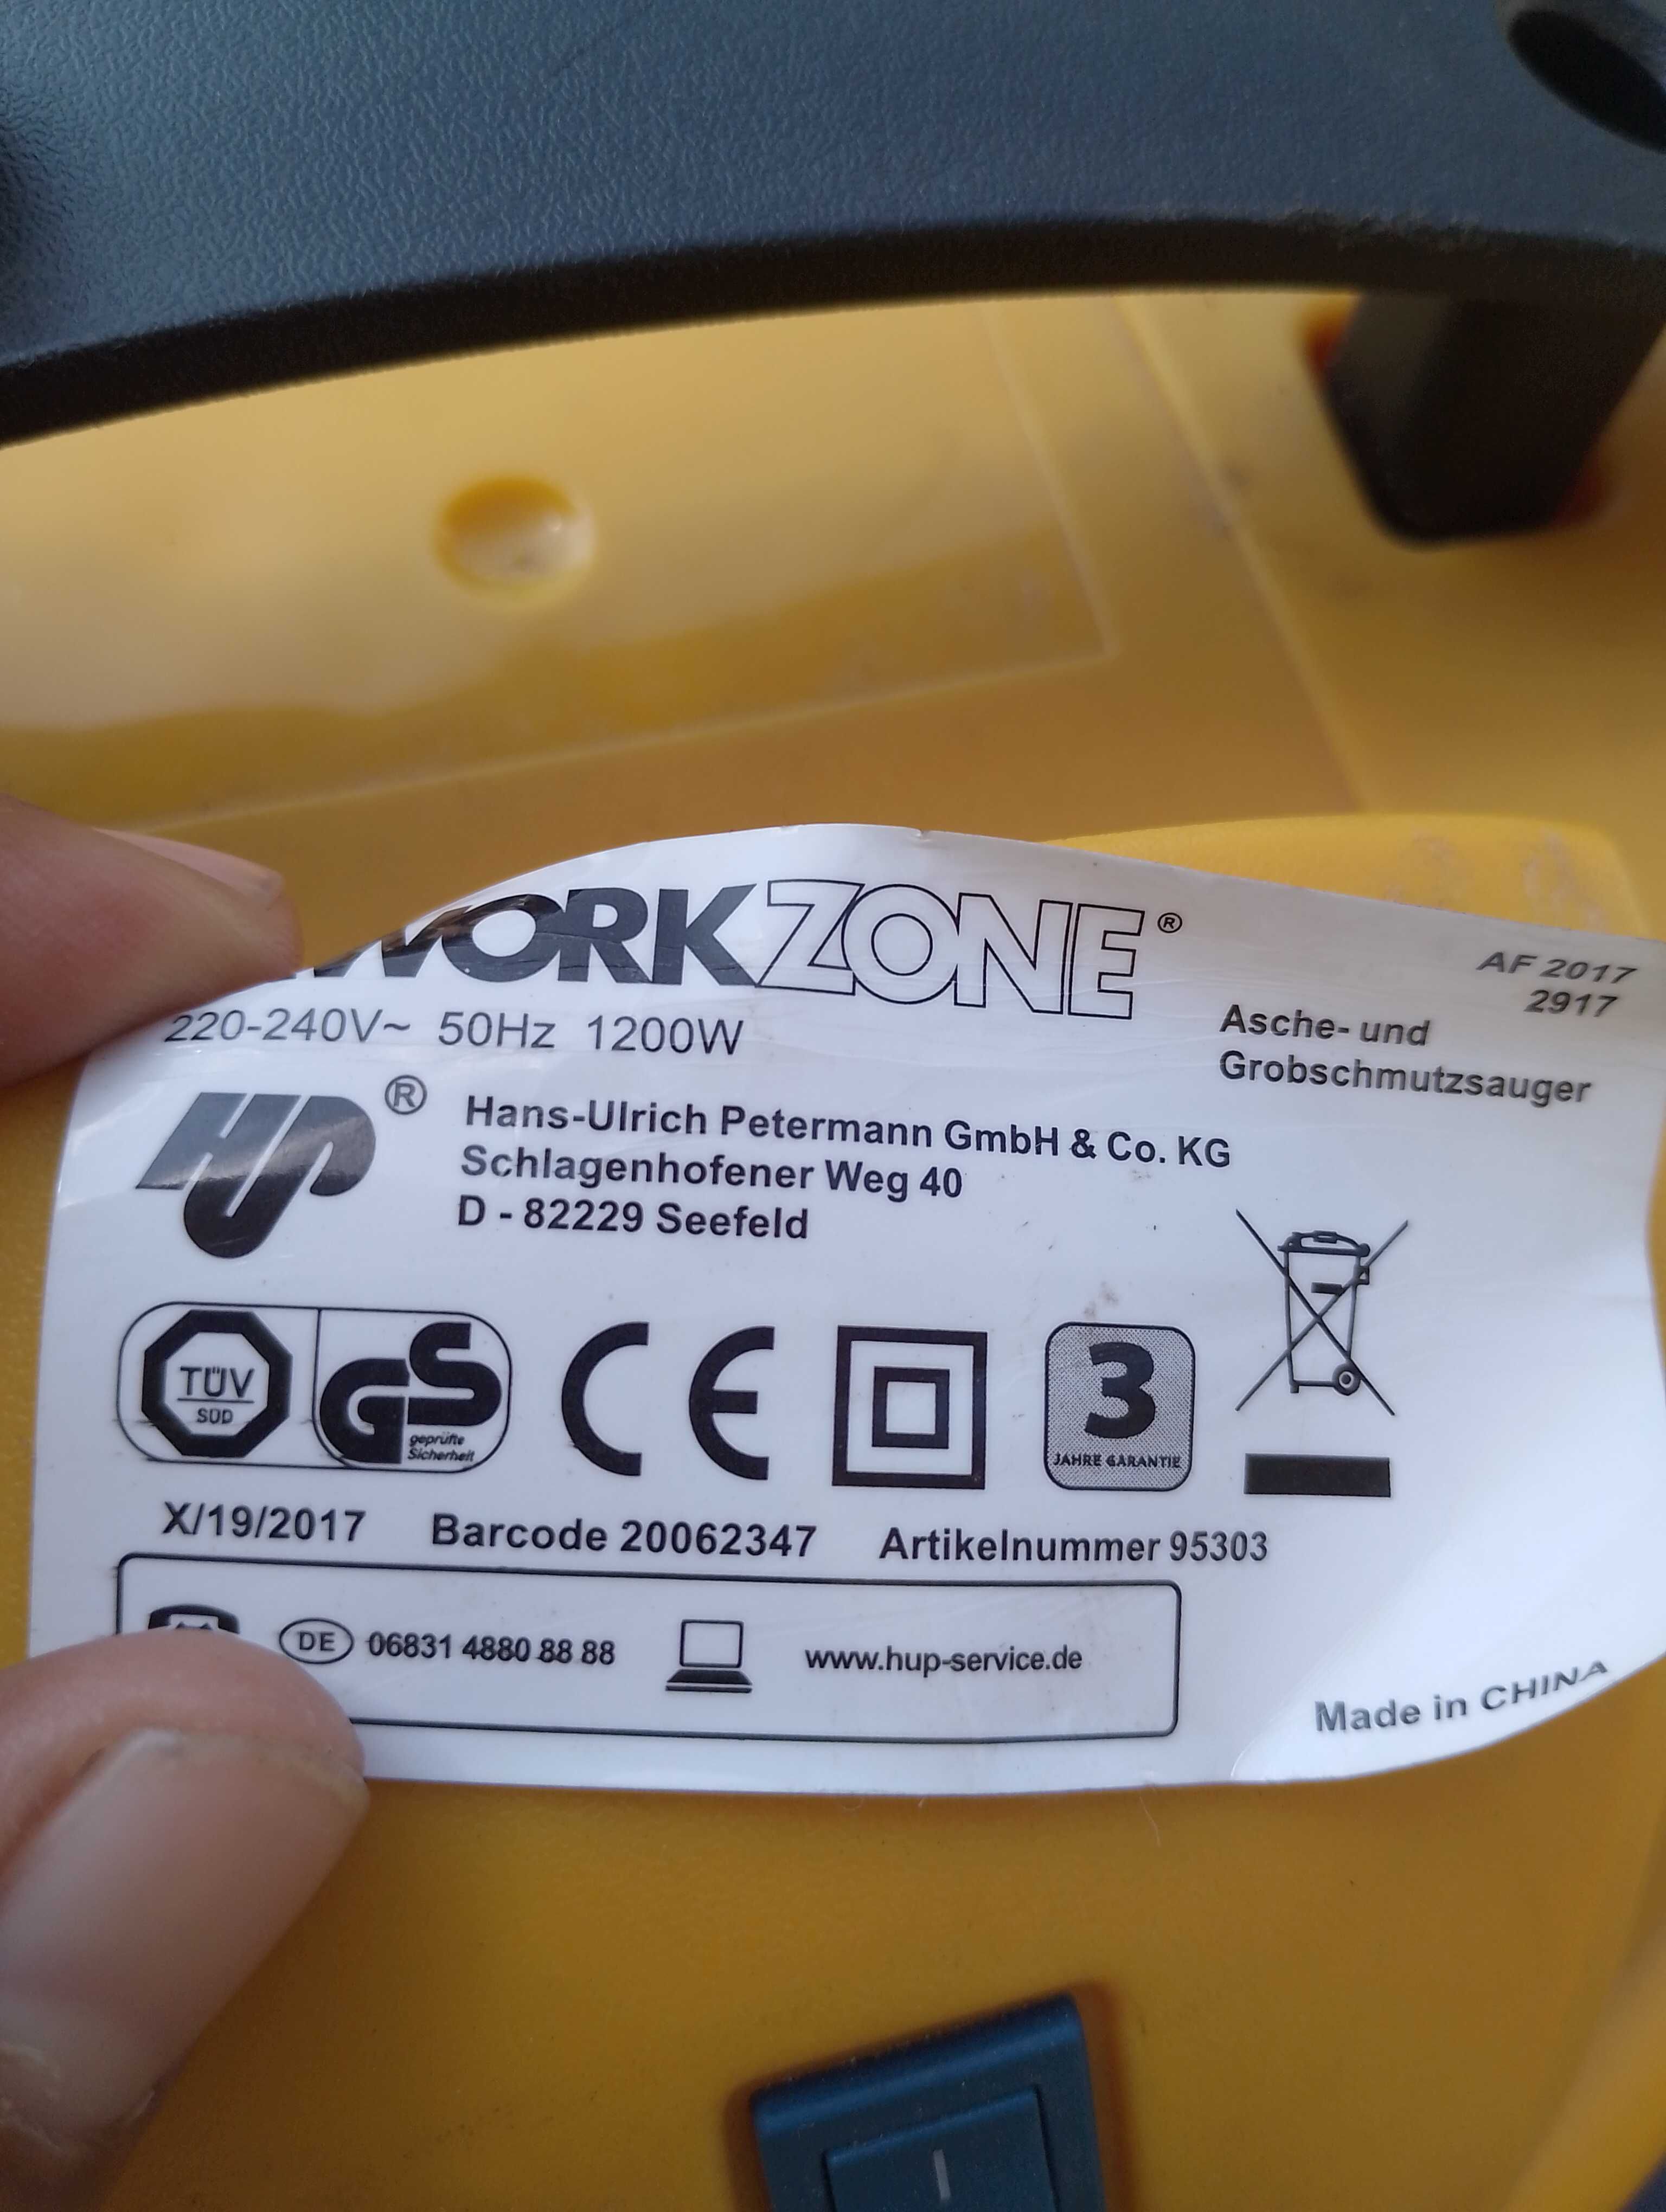 WORKZONE®
AF 2017
2917
220-240V~ 50Hz 1200W
Asche- und
Grobschmutzsauger
HUP®
Hans-Ulrich Petermann GmbH & Co. KG
Schlagenhofener Weg 40
D - 82229 Seefeld
TÜV
SÜD
GS
geprüfte
Sicherheit
CE
3
JAHRE GARANTIE
X/19/2017 Barcode 20062347 Artikelnummer 95303
DE 06831 4880 88 88 www.hup-service.de
Made in CHINA
I